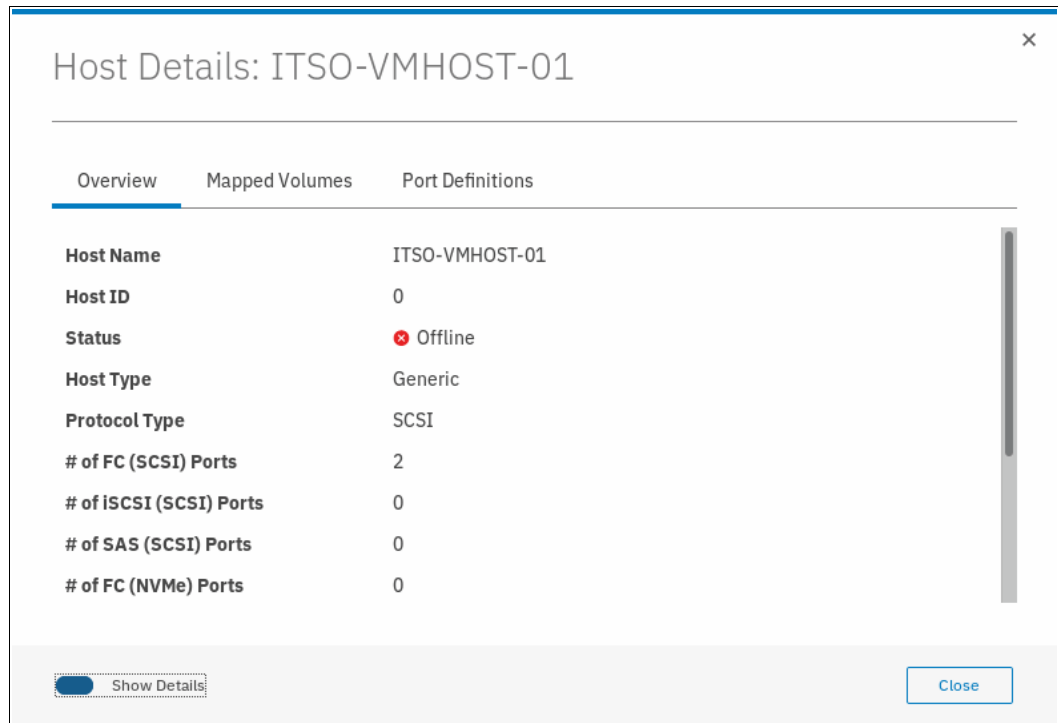 Host Details: ITSO-VMHOST-01
Overview Mapped Volumes Port Definitions
Host Name ITSO-VMHOST-01
Host ID 0
Status Offline
Host Type Generic
Protocol Type SCSI
# of FC (SCSI) Ports 2
# of iSCSI (SCSI) Ports 0
# of SAS (SCSI) Ports 0
# of FC (NVMe) Ports 0
Show Details Close